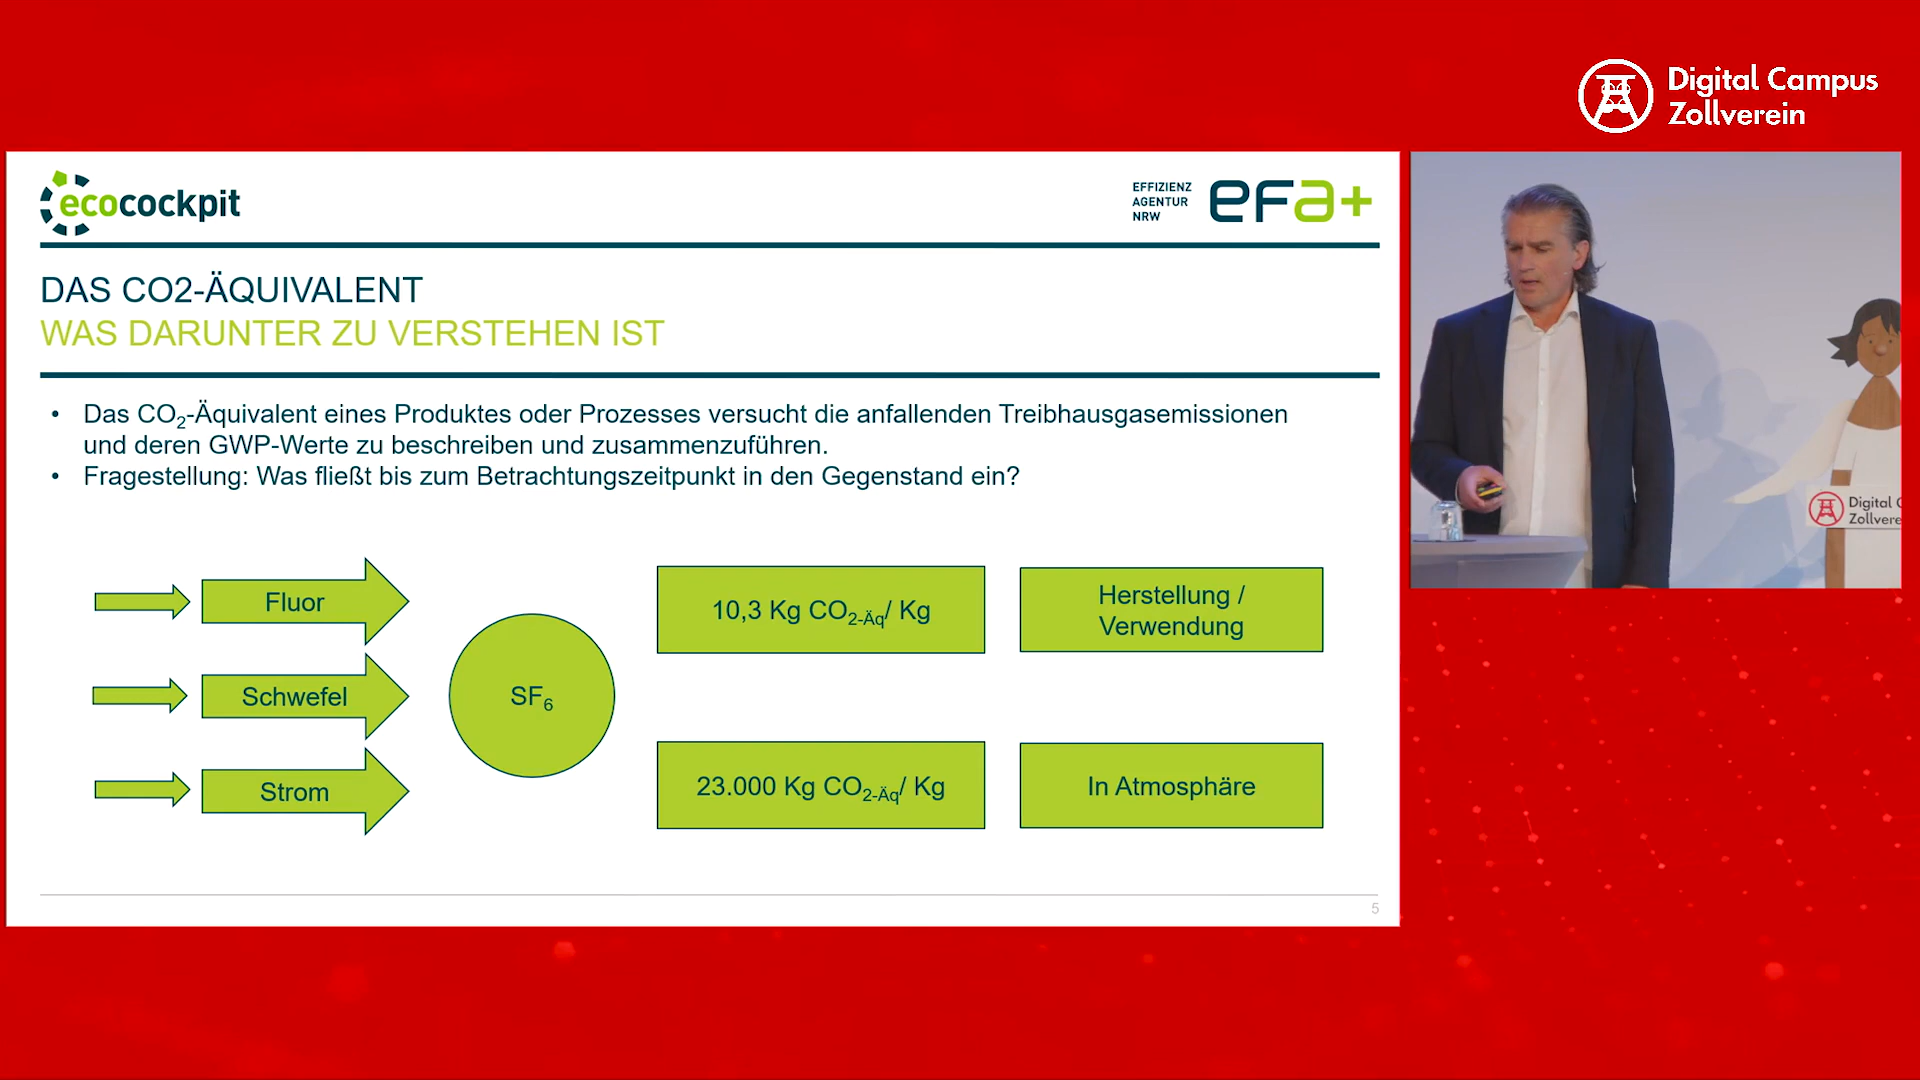 Digital Campus
Zollverein
ecocockpit
EFFIZIENZ
AGENTUR
NRW
efa+
DAS CO2-ÄQUIVALENT
WAS DARUNTER ZU VERSTEHEN IST
• Das CO₂-Äquivalent eines Produktes oder Prozesses versucht die anfallenden Treibhausgasemissionen
und deren GWP-Werte zu beschreiben und zusammenzuführen.
• Fragestellung: Was fließt bis zum Betrachtungszeitpunkt in den Gegenstand ein?
Fluor
Schwefel
Strom
SF₆
10,3 Kg CO2-Äq/ Kg
Herstellung /
Verwendung
23.000 Kg CO2-Äq/ Kg
In Atmosphäre
5
Digital C
Zollvere